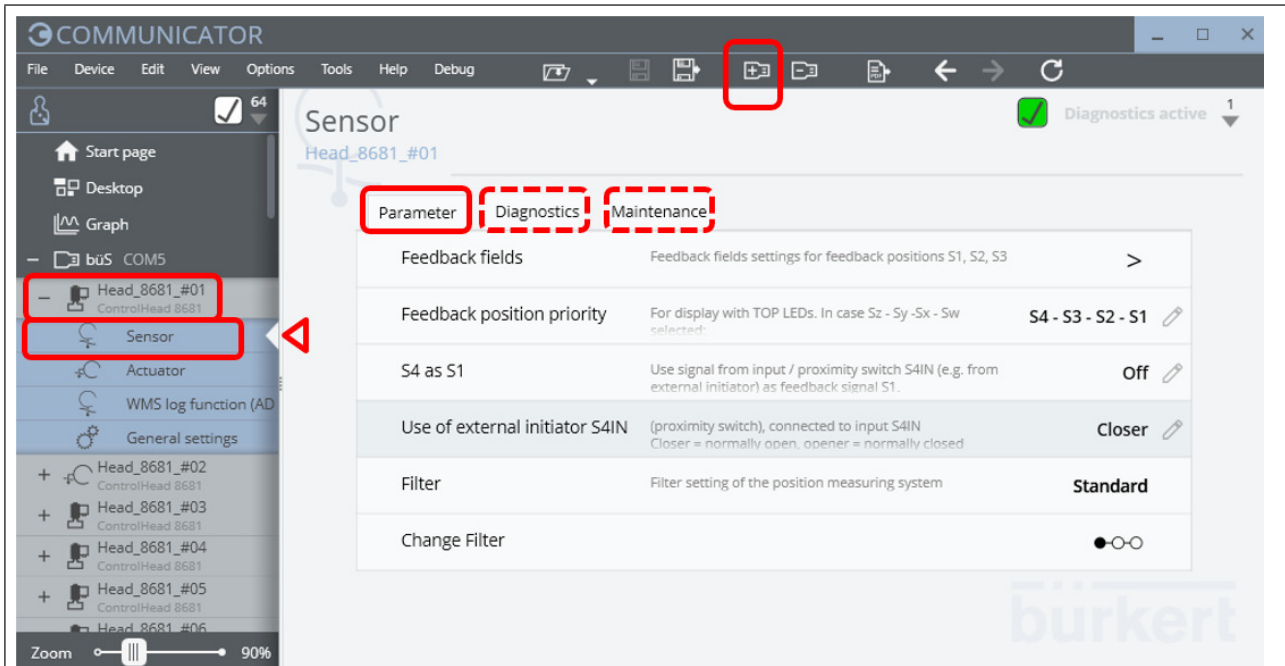 COMMUNICATOR
File Device Edit View Options Tools Help Debug
64
Start page
Desktop
Graph
büS COM5
Head_8681_#01
ControlHead 8681
Sensor
Actuator
WMS log function (AD
General settings
Head_8681_#02
ControlHead 8681
Head_8681_#03
ControlHead 8681
Head_8681_#04
ControlHead 8681
Head_8681_#05
ControlHead 8681
Head_8681_#06
Zoom 90%
Sensor
Head_8681_#01
Diagnostics active 1
Parameter Diagnostics Maintenance
Feedback fields Feedback fields settings for feedback positions S1, S2, S3 >
Feedback position priority For display with TOP LEDs. In case Sz - Sy -Sx - Sw S4 - S3 - S2 - S1
selected:
S4 as S1 Use signal from input / proximity switch S4IN (e.g. from Off
external initiator) as feedback signal S1.
Use of external initiator S4IN (proximity switch), connected to input S4IN Closer
Closer = normally open, opener = normally closed
Filter Filter setting of the position measuring system Standard
Change Filter
bürkert